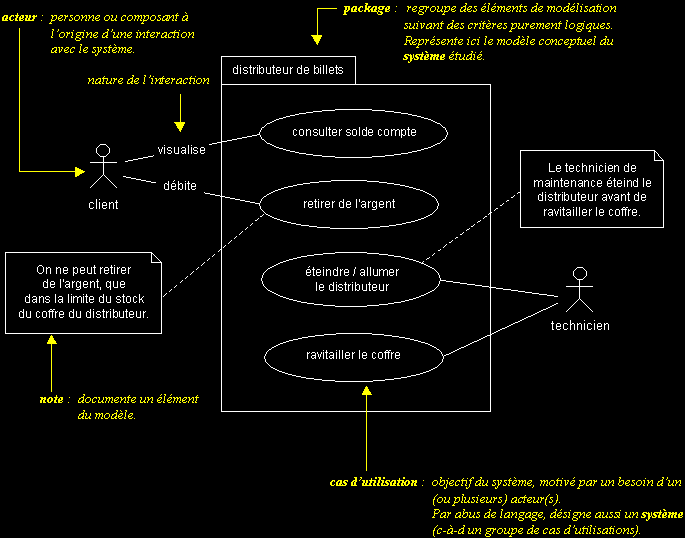 acteur : personne ou composant à
l'origine d'une interaction
avec le système.
package : regroupe des éléments de modélisation
suivant des critères purement logiques.
Représente ici le modèle conceptuel du
système étudié.
nature de l'interaction
distributeur de billets
visualise
consulter solde compte
débite
client
retirer de l'argent
Le technicien de
maintenance éteind le
distributeur avant de
ravitailler le coffre.
On ne peut retirer
de l'argent, que
dans la limite du stock
du coffre du distributeur.
éteindre / allumer
le distributeur
technicien
ravitailler le coffre
note : documente un élément
du modèle.
cas d'utilisation : objectif du système, motivé par un besoin d'un
(ou plusieurs) acteur(s).
Par abus de langage, désigne aussi un système
(c-à-d un groupe de cas d'utilisations).